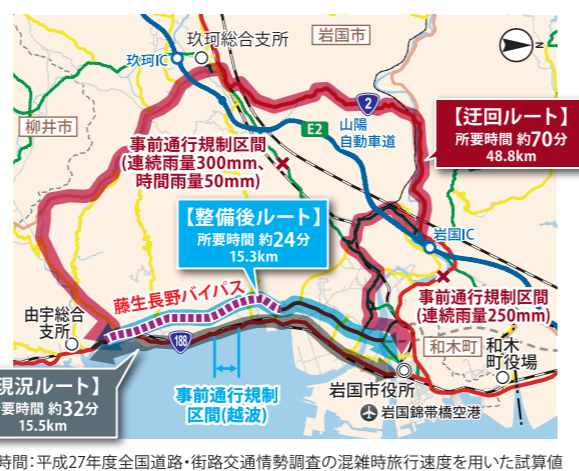 玖珂総合支所
岩国市
玖珂IC
N
柳井市
2
【迂回ルート】
所要時間 約70分
48.8km
E2
山陽
自動車道
事前通行規制区間
(連続雨量300mm、
時間雨量50mm)
【整備後ルート】
所要時間 約24分
15.3km
岩国IC
藤生長野バイパス
事前通行規制区間
(連続雨量250mm)
由宇総合
支所
188
和木町
和木
町役場
現況ルート】
要時間 約32分
15.5km
事前通行規制
区間(越波)
岩国市役所
岩国錦帯橋空港
時間:平成27年度全国道路・街路交通情勢調査の混雑時旅行速度を用いた試算値